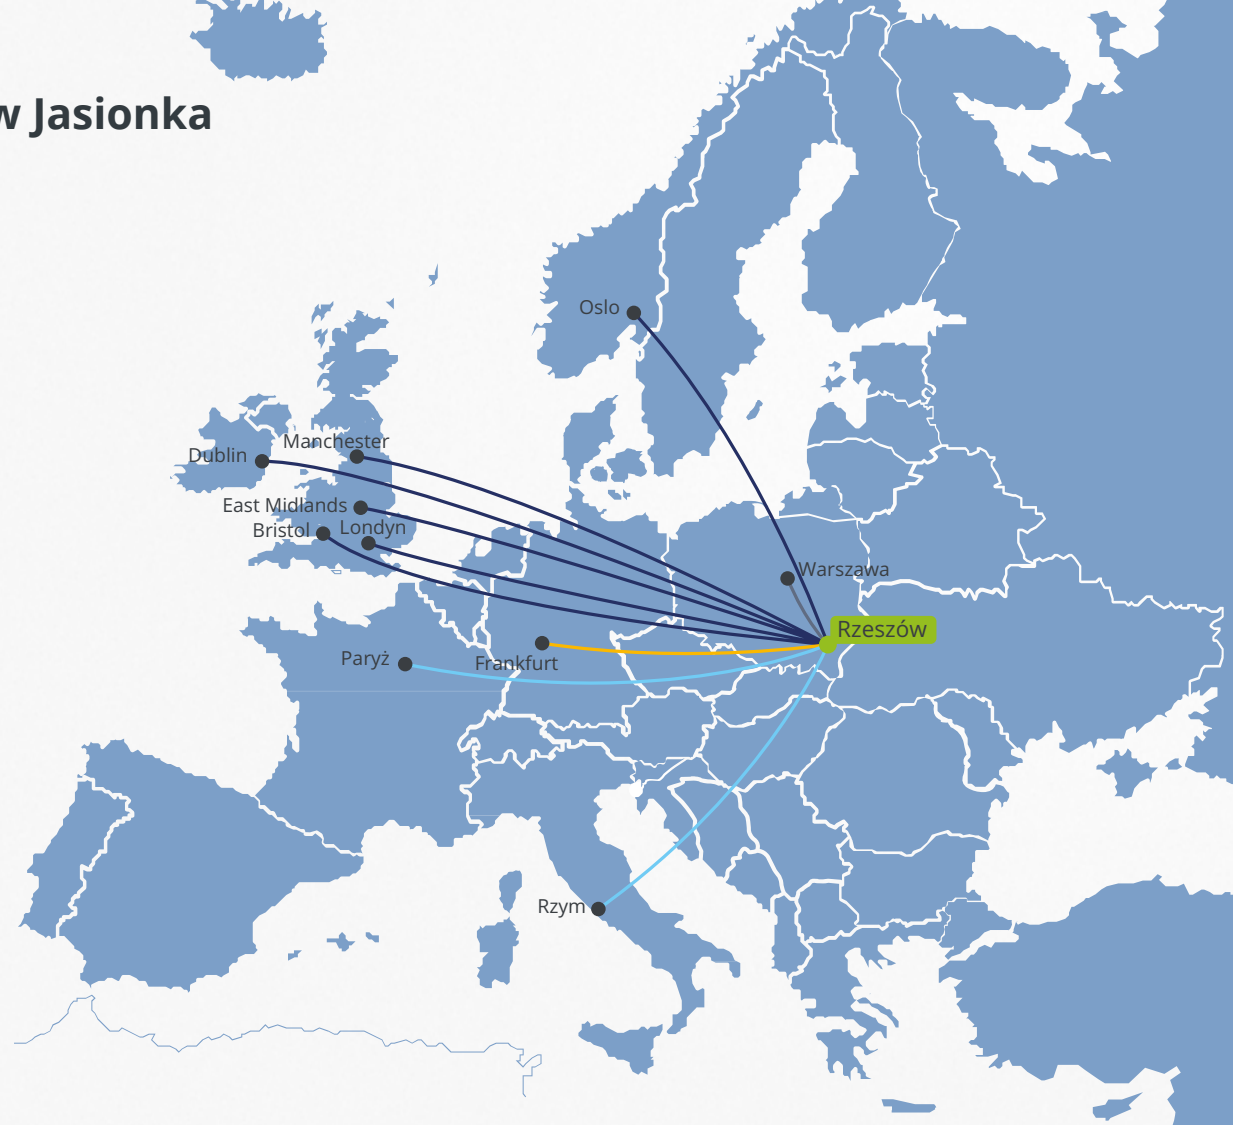 w Jasionka
Oslo
Manchester
Dublin
East Midlands
Bristol
Londyn
Warszawa
Rzeszów
Paryż
Frankfurt
Rzym